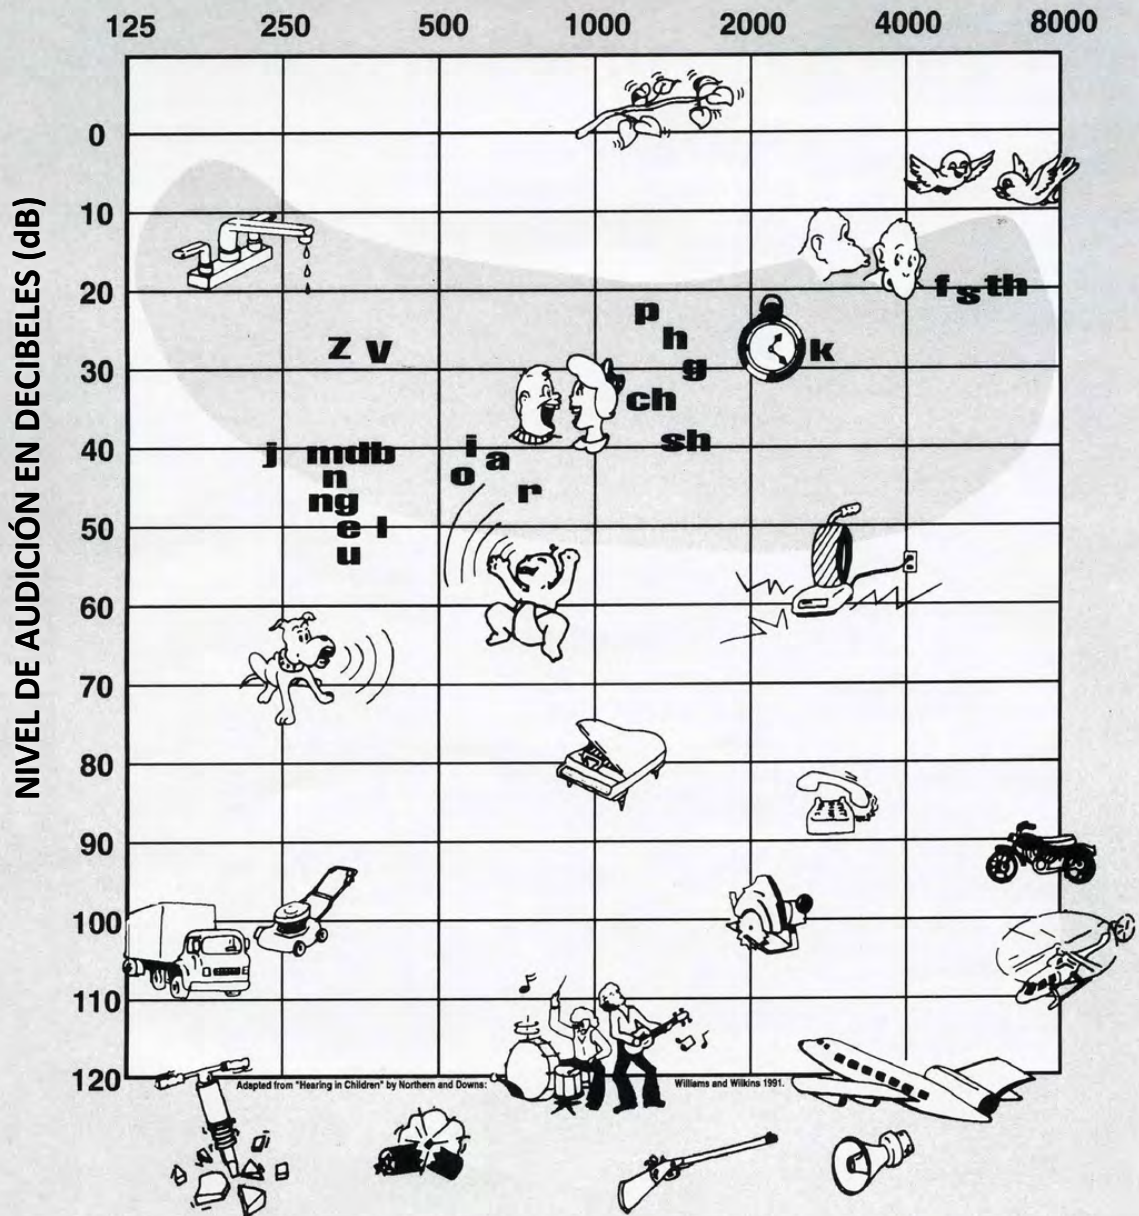 125 250 500 1000 2000 4000 8000
NIVEL DE AUDICIÓN EN DECIBELES (dB)
0
10
20
30
40
50
60
70
80
90
100
110
120
f s th
p
h
z v
g
k
ch
j mdb
i
sh
n
o a
ng
r
e l
u
Adapted from "Hearing in Children" by Northern and Downs: Williams and Wilkins 1991.